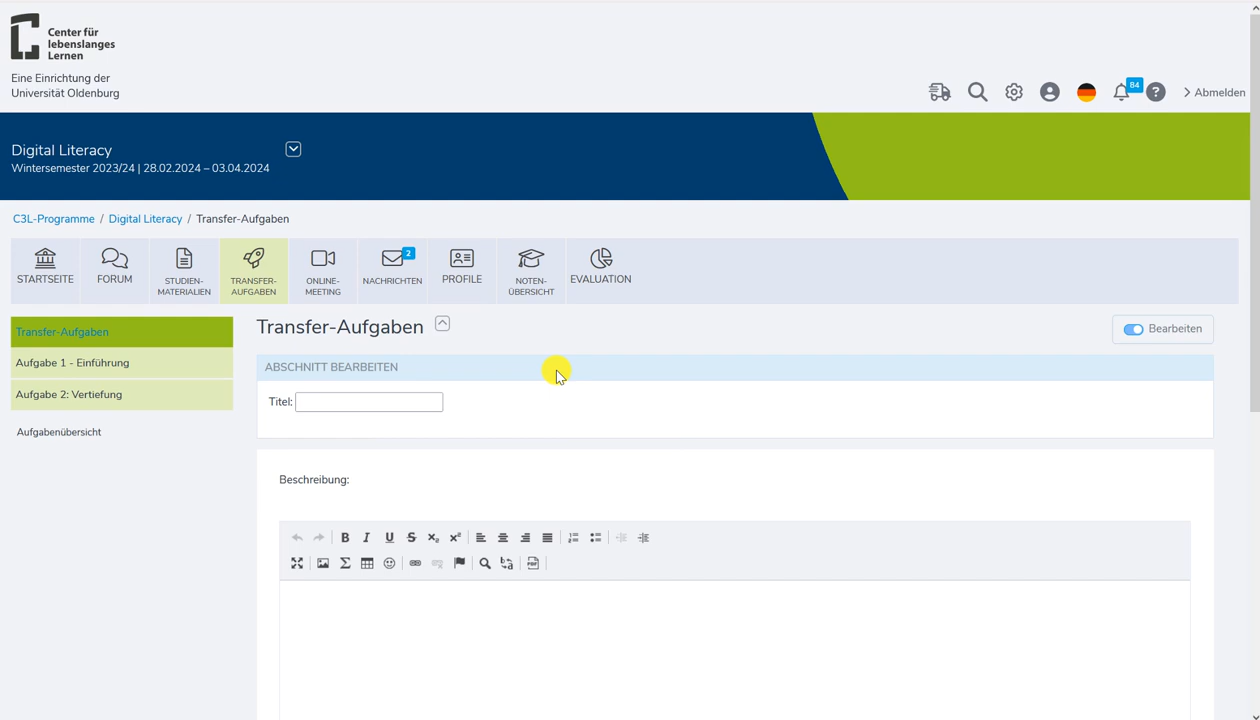 Center für
lebenslanges
Lernen
Eine Einrichtung der
Universität Oldenburg
84
Abmelden
Digital Literacy
Wintersemester 2023/24 | 28.02.2024 – 03.04.2024
C3L-Programme / Digital Literacy / Transfer-Aufgaben
STARTSEITE
FORUM
STUDIEN-
MATERIALIEN
TRANSFER-
AUFGABEN
ONLINE-
MEETING
2
NACHRICHTEN
PROFILE
NOTEN-
ÜBERSICHT
EVALUATION
Transfer-Aufgaben
Aufgabe 1 - Einführung
Aufgabe 2: Vertiefung
Aufgabenübersicht
Transfer-Aufgaben
Bearbeiten
ABSCHNITT BEARBEITEN
Titel:
Beschreibung: